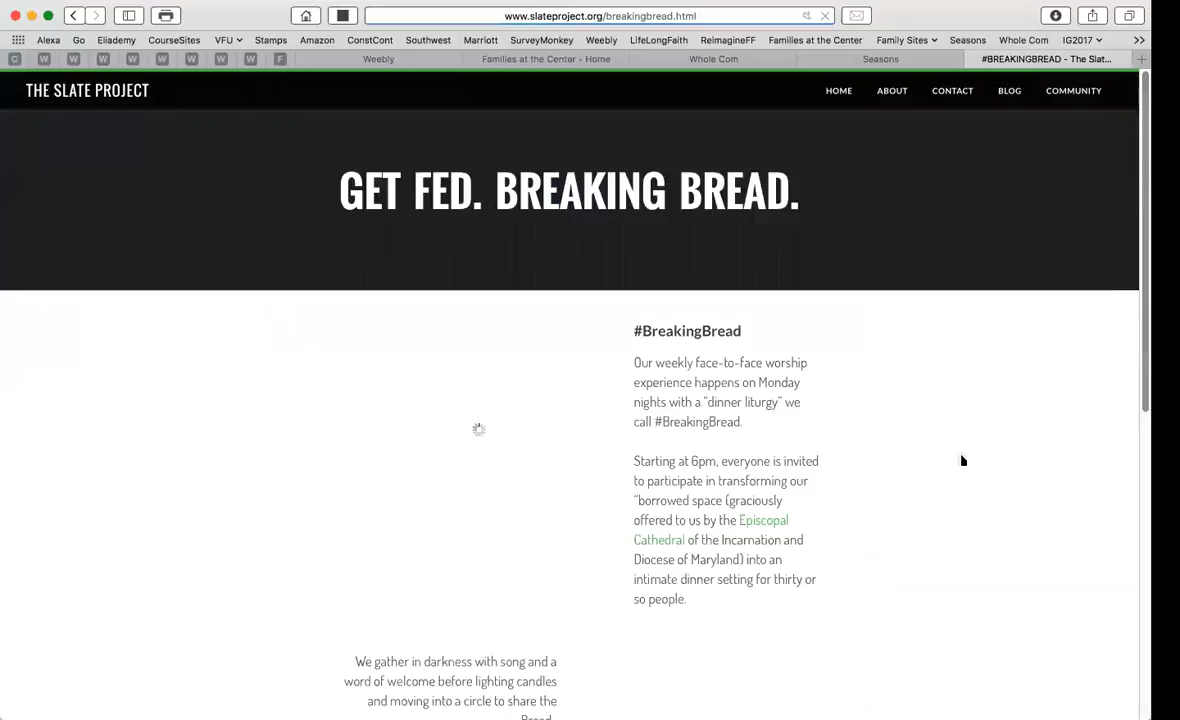 www.slateproject.org/breakingbread.html
Alexa Go Eliademy CourseSites VFU Stamps Amazon ConstCont Southwest Marriott SurveyMonkey Weebly LifeLongFaith ReimagineFF Families at the Center Family Sites Seasons Whole Com IG2017 >>
C W W W W W W W W F Weebly Families at the Center - Home Whole Com Seasons #BREAKINGBREAD - The Slat... +
THE SLATE PROJECT HOME ABOUT CONTACT BLOG COMMUNITY
GET FED. BREAKING BREAD.
#BreakingBread
Our weekly face-to-face worship
experience happens on Monday
nights with a "dinner liturgy" we
call #BreakingBread.
Starting at 6pm, everyone is invited
to participate in transforming our
"borrowed space (graciously
offered to us by the Episcopal
Cathedral of the Incarnation and
Diocese of Maryland) into an
intimate dinner setting for thirty or
so people.
We gather in darkness with song and a
word of welcome before lighting candles
and moving into a circle to share the
Bread.